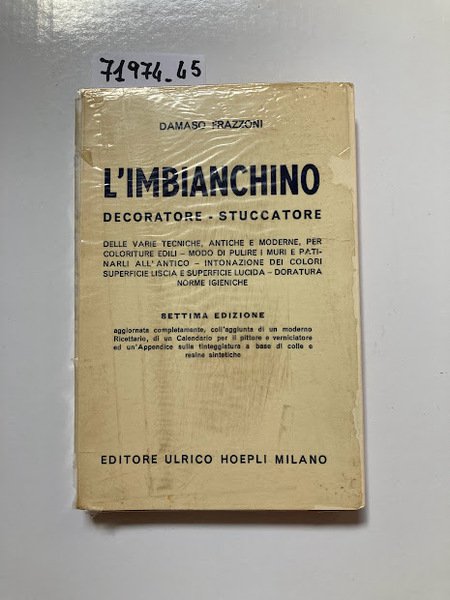 71974_45
DAMASO FRAZZONI
L'IMBIANCHINO
DECORATORE - STUCCATORE
DELLE VARIE TECNICHE, ANTICHE E MODERNE, PER
COLORITURE EDILI – MODO DI PULIRE I MURI E PATI-
NARLI ALL'ANTICO – INTONAZIONE DEI COLORI
SUPERFICIE LISCIA E SUPERFICIE LUCIDA – DORATURA
NORME IGIENICHE
SETTIMA EDIZIONE
aggiornata completamente, coll'aggiunta di un moderno
Ricettario, di un Calendario per il pittore e verniciatore
ed un'Appendice sulla tinteggiatura a base di colle e
resine sintetiche
EDITORE ULRICO HOEPLI MILANO